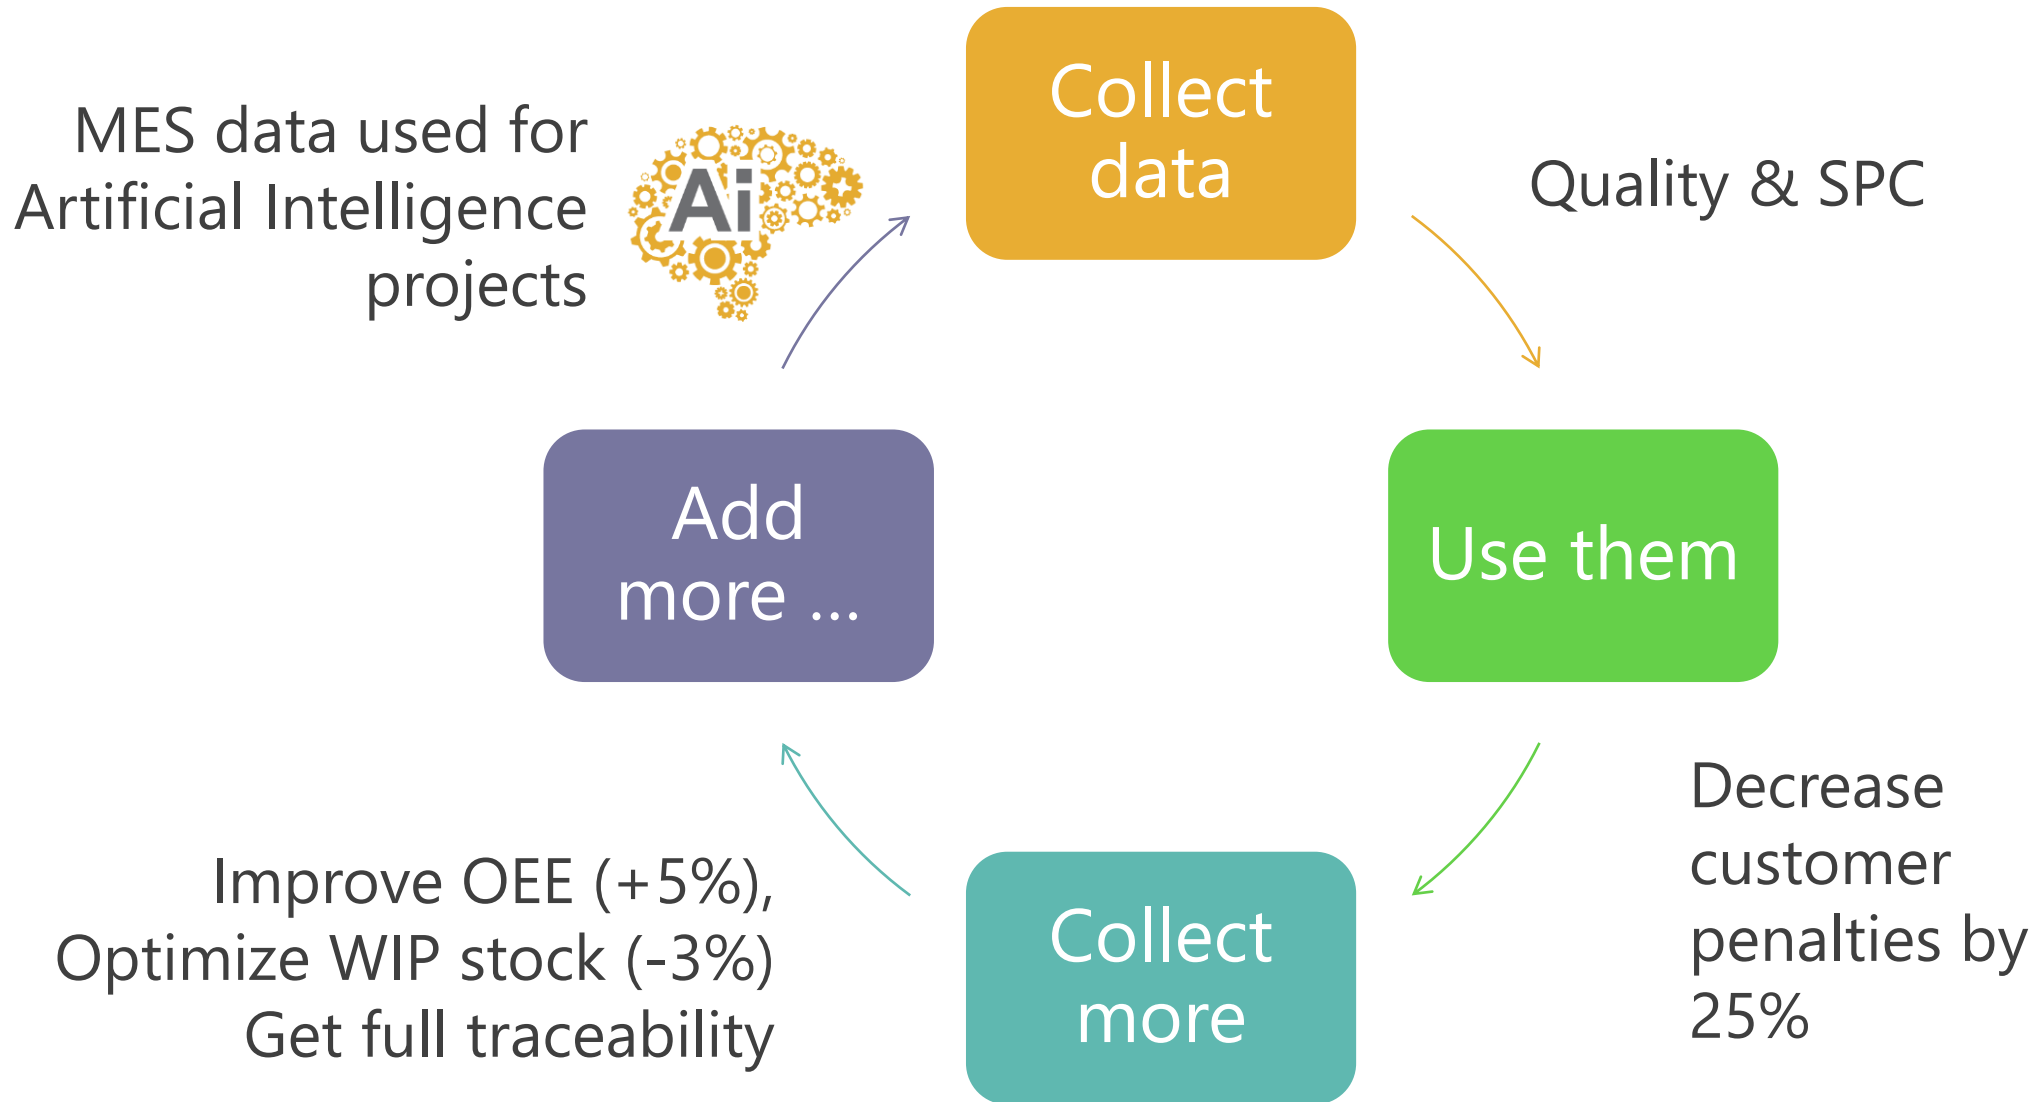 Collect
data
Quality & SPC
Use them
Decrease
customer
penalties by
25%
Collect
more
Improve OEE (+5%),
Optimize WIP stock (-3%)
Get full traceability
Add
more ...
MES data used for
Artificial Intelligence
projects
Ai